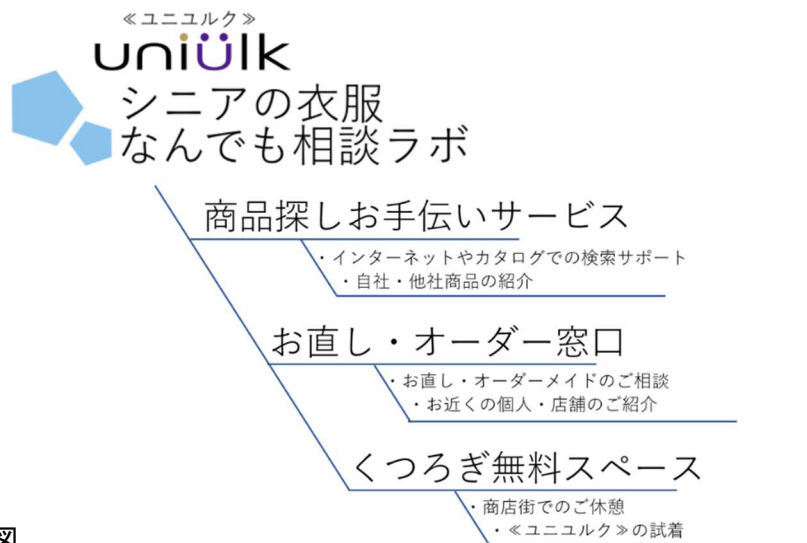 ≪ユニユルク≫
uniülk
シニアの衣服
なんでも相談ラボ
商品探しお手伝いサービス
・インターネットやカタログでの検索サポート
・自社・他社商品の紹介
お直し・オーダー窓口
・お直し・オーダーメイドのご相談
・お近くの個人・店舗のご紹介
くつろぎ無料スペース
・商店街でのご休憩
・≪ユニユルク≫の試着
図